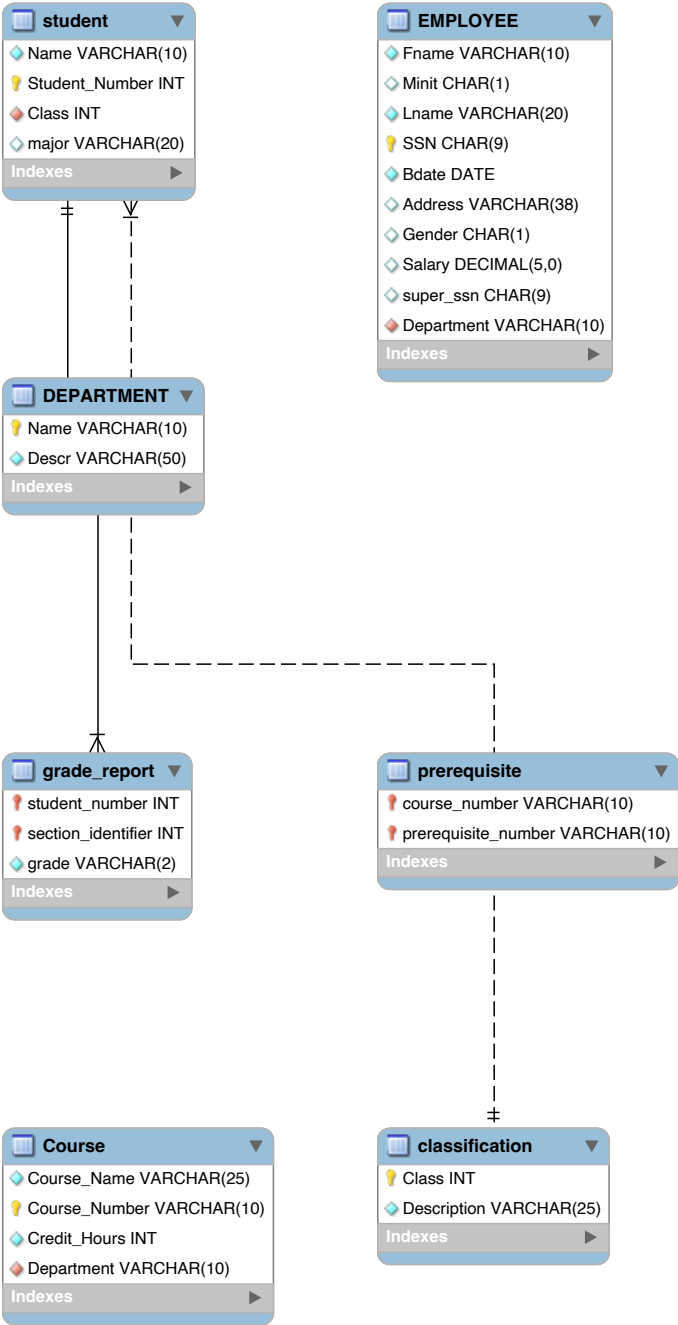 student
Name VARCHAR(10)
Student_Number INT
Class INT
major VARCHAR(20)
Indexes
EMPLOYEE
Fname VARCHAR(10)
Minit CHAR(1)
Lname VARCHAR(20)
SSN CHAR(9)
Bdate DATE
Address VARCHAR(38)
Gender CHAR(1)
Salary DECIMAL(5,0)
super_ssn CHAR(9)
Department VARCHAR(10)
Indexes
DEPARTMENT
Name VARCHAR(10)
Descr VARCHAR(50)
Indexes
grade_report
student_number INT
section_identifier INT
grade VARCHAR(2)
Indexes
prerequisite
course_number VARCHAR(10)
prerequisite_number VARCHAR(10)
Indexes
Course
Course_Name VARCHAR(25)
Course_Number VARCHAR(10)
Credit_Hours INT
Department VARCHAR(10)
Indexes
classification
Class INT
Description VARCHAR(25)
Indexes